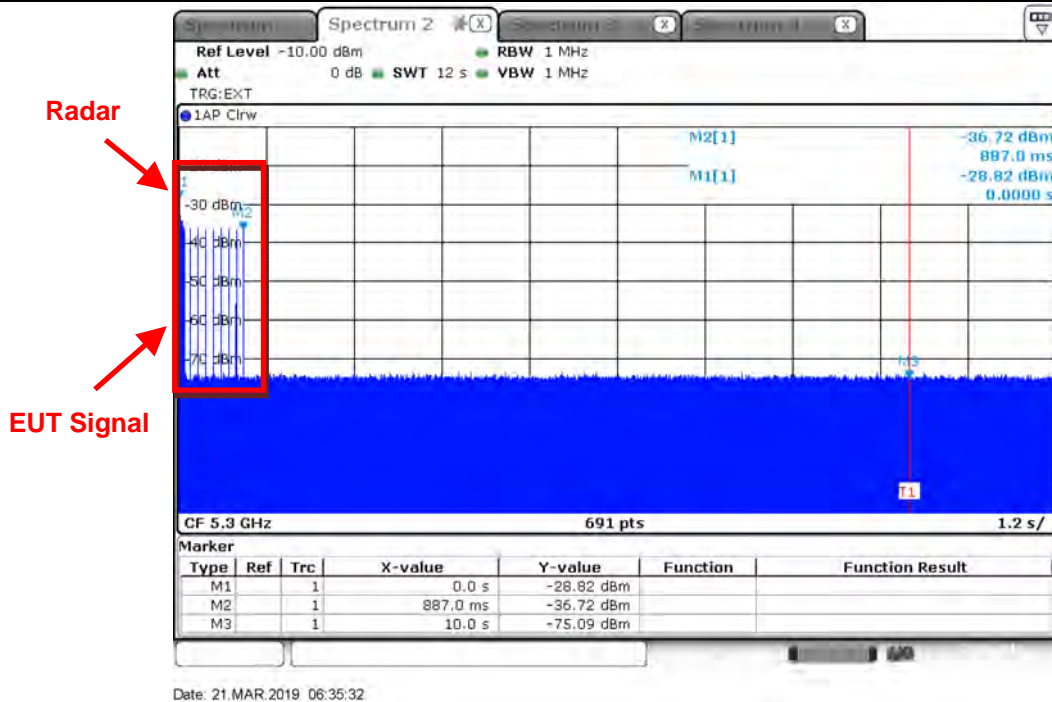 Spectrum 2
Ref Level -10.00 dBm RBW 1 MHz
Att 0 dB SWT 12 s VBW 1 MHz
TRG:EXT
1AP Clrw
Radar
M2[1] -36.72 dBm
887.0 ms
M1[1] -28.82 dBm
0.0000 s
-30 dBm
M2
-40 dBm
-50 dBm
-60 dBm
-70 dBm
M3
EUT Signal
T1
CF 5.3 GHz 691 pts 1.2 s/
Marker
Type Ref Trc X-value Y-value Function Function Result
M1 1 0.0 s -28.82 dBm
M2 1 887.0 ms -36.72 dBm
M3 1 10.0 s -75.09 dBm
Date: 21.MAR.2019 06:35:32